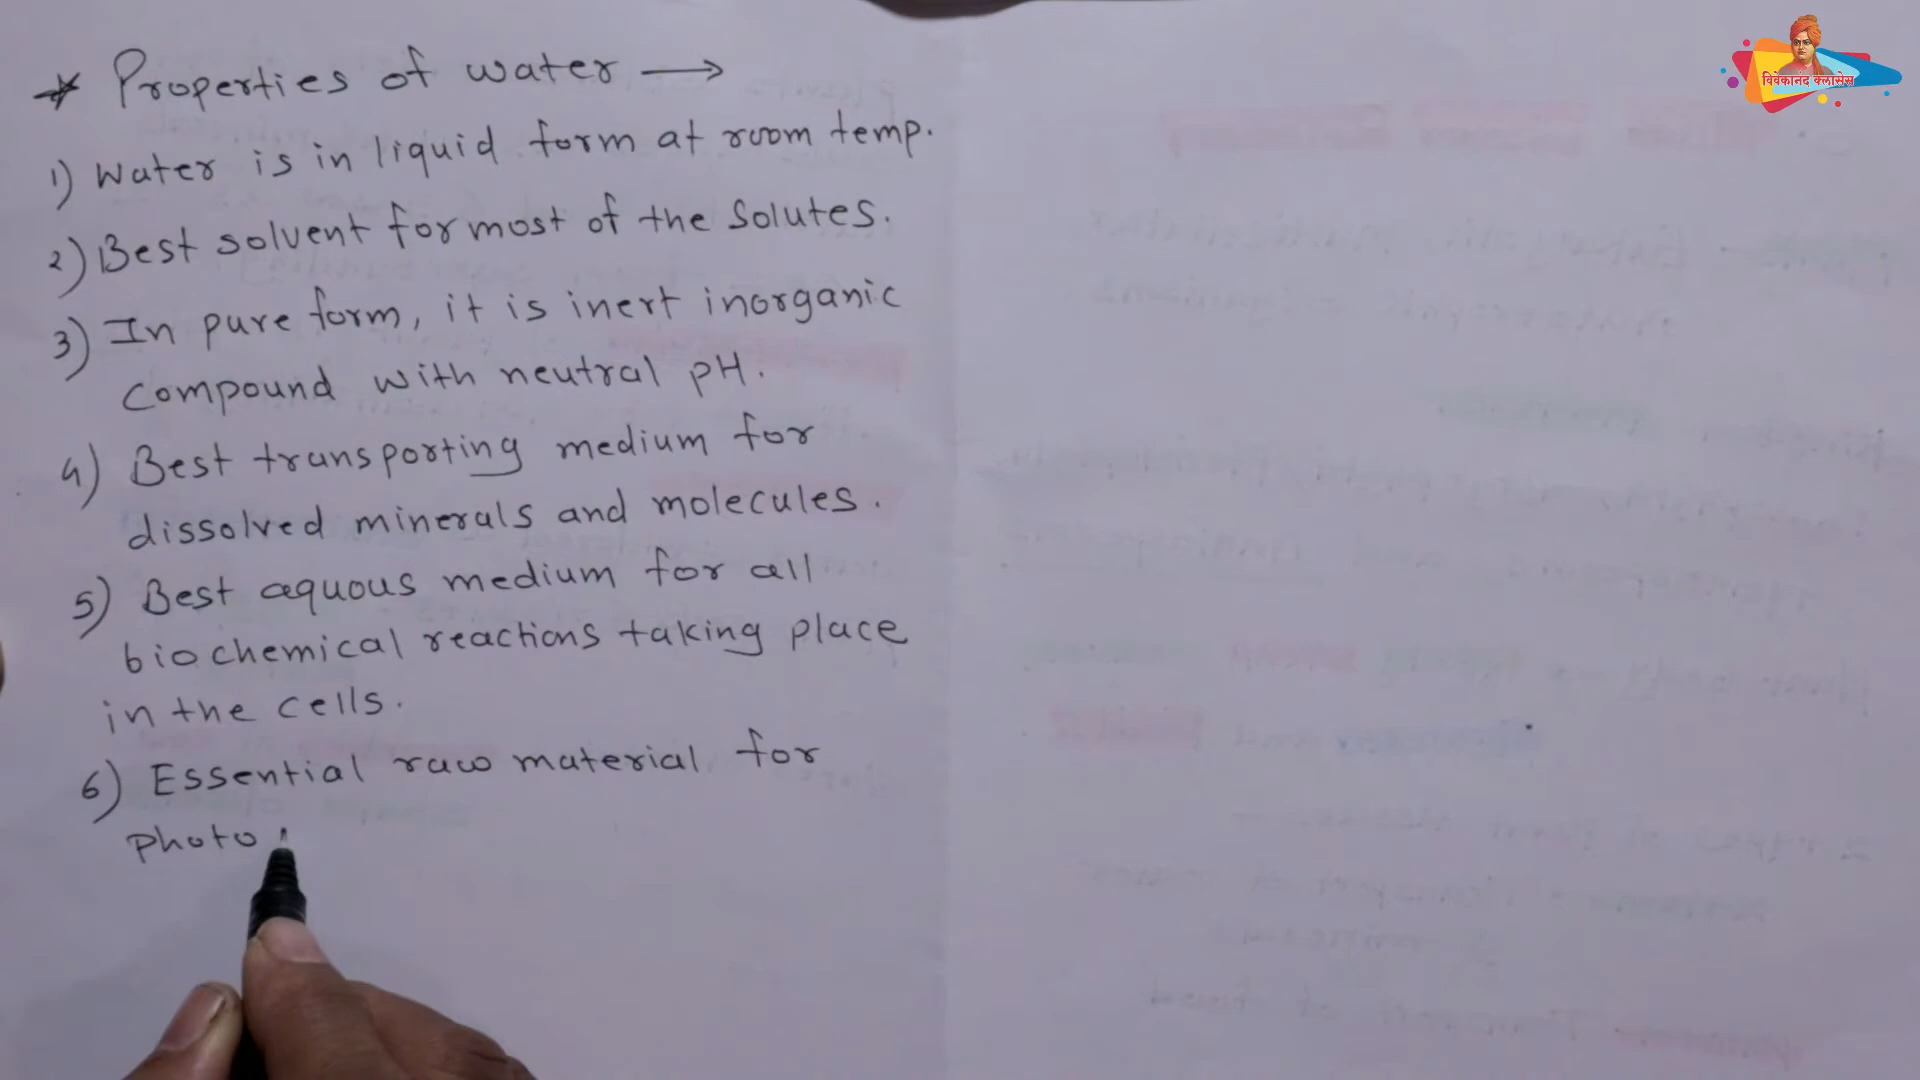 * Properties of water →
1) Water is in liquid form at room temp.
2) Best solvent for most of the solutes.
3) In pure form, it is inert inorganic
compound with neutral pH.
4) Best transporting medium for
dissolved minerals and molecules.
5) Best aquous medium for all
biochemical reactions taking place
in the cells.
6) Essential raw material for
photo
विवेकानंद क्लासेस